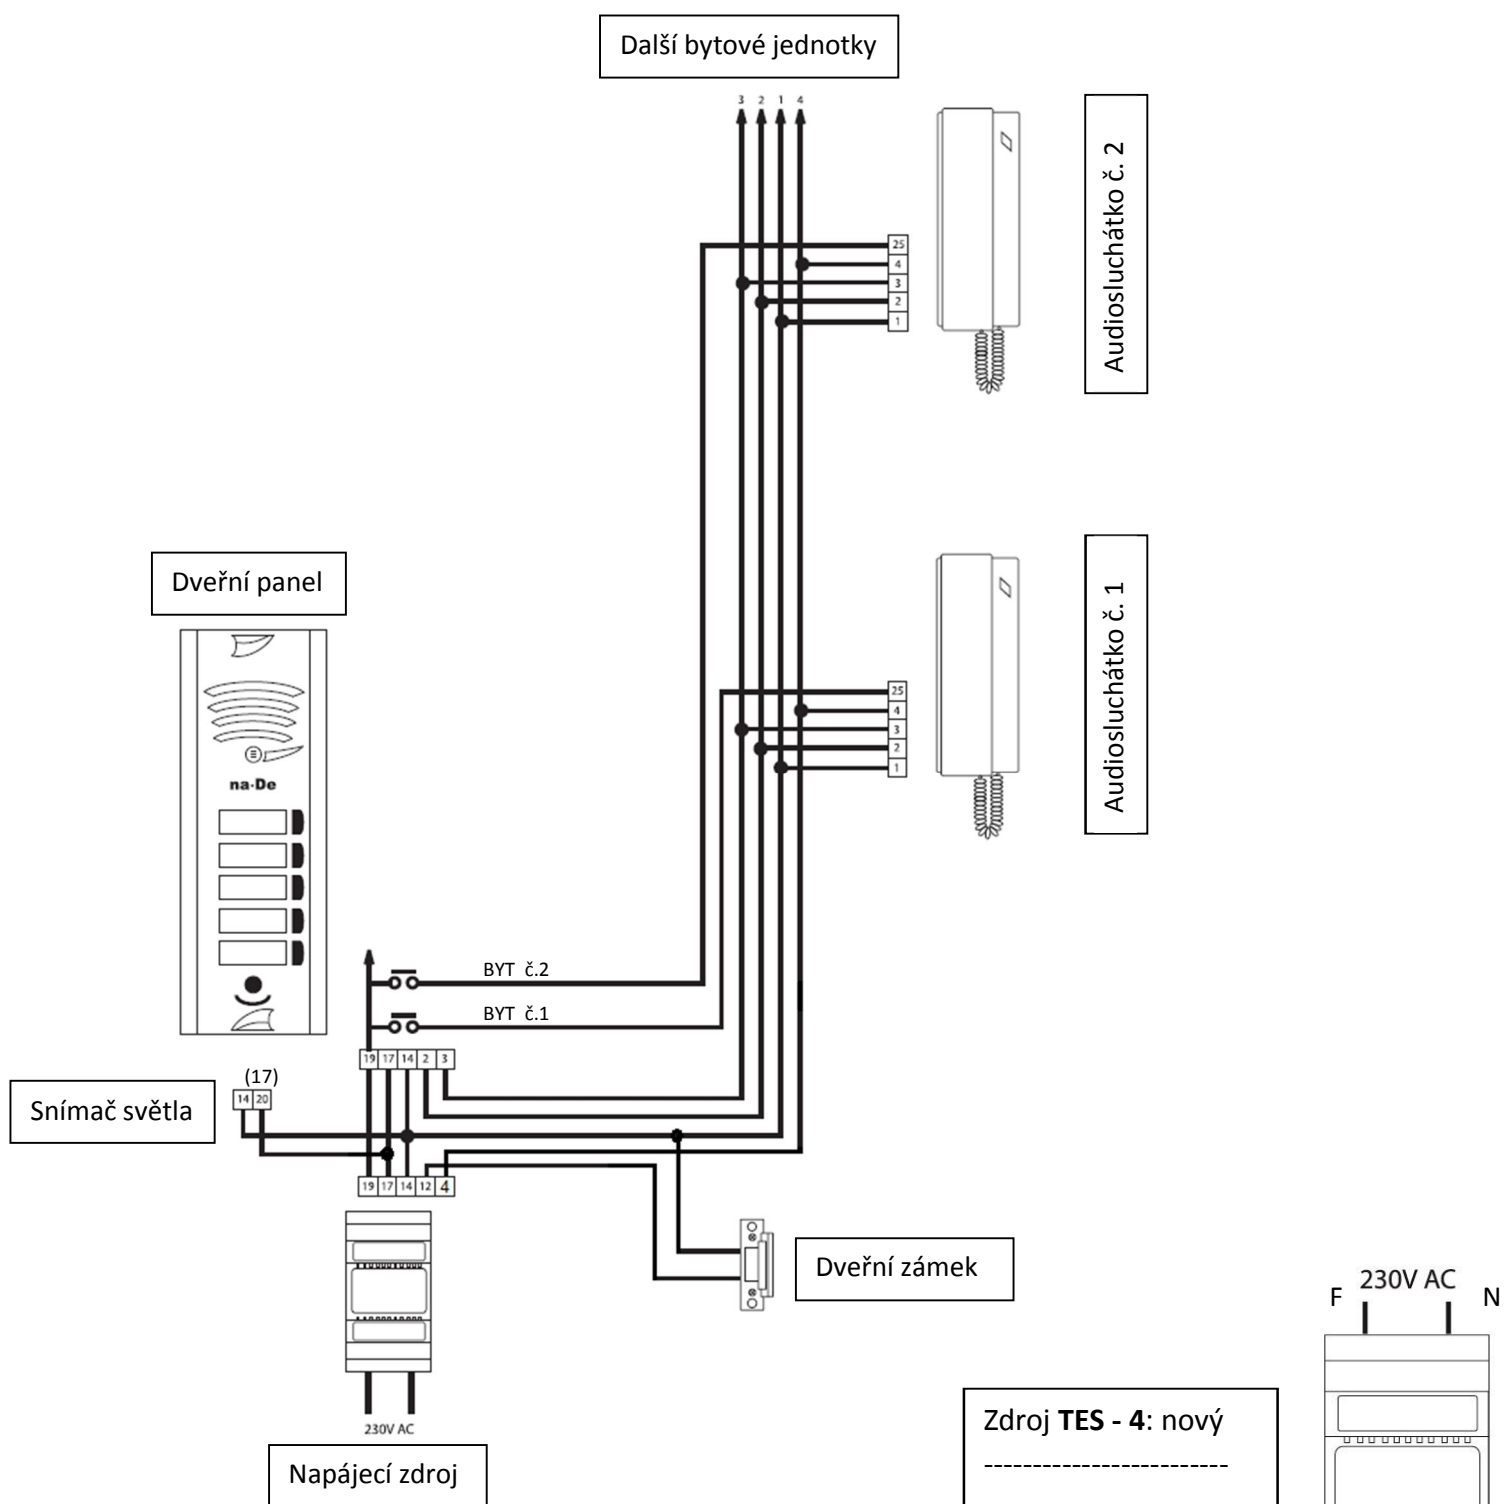 Další bytové jednotky
3 2 1 4
Audiosluchátko č. 2
25
4
3
2
1
Audiosluchátko č. 1
25
4
3
2
1
Dveřní panel
na·De
BYT č.2
BYT č.1
19 17 14 2 3
(17)
14 20
Snímač světla
19 17 14 12 4
Dveřní zámek
230V AC
Napájecí zdroj
230V AC
F N
Zdroj TES - 4: nový
-------------------------